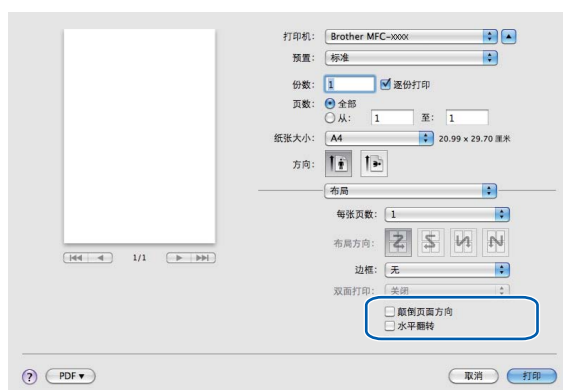 打印机: Brother MFC-xxxx
预置: 标准
份数: 1 逐份打印
页数: 全部
从: 1 至: 1
纸张大小: A4 20.99 x 29.70 厘米
方向:
布局
每张页数: 1
布局方向:
1/1
边框: 无
双面打印: 关闭
颠倒页面方向
水平翻转
? PDF▼ 取消 打印